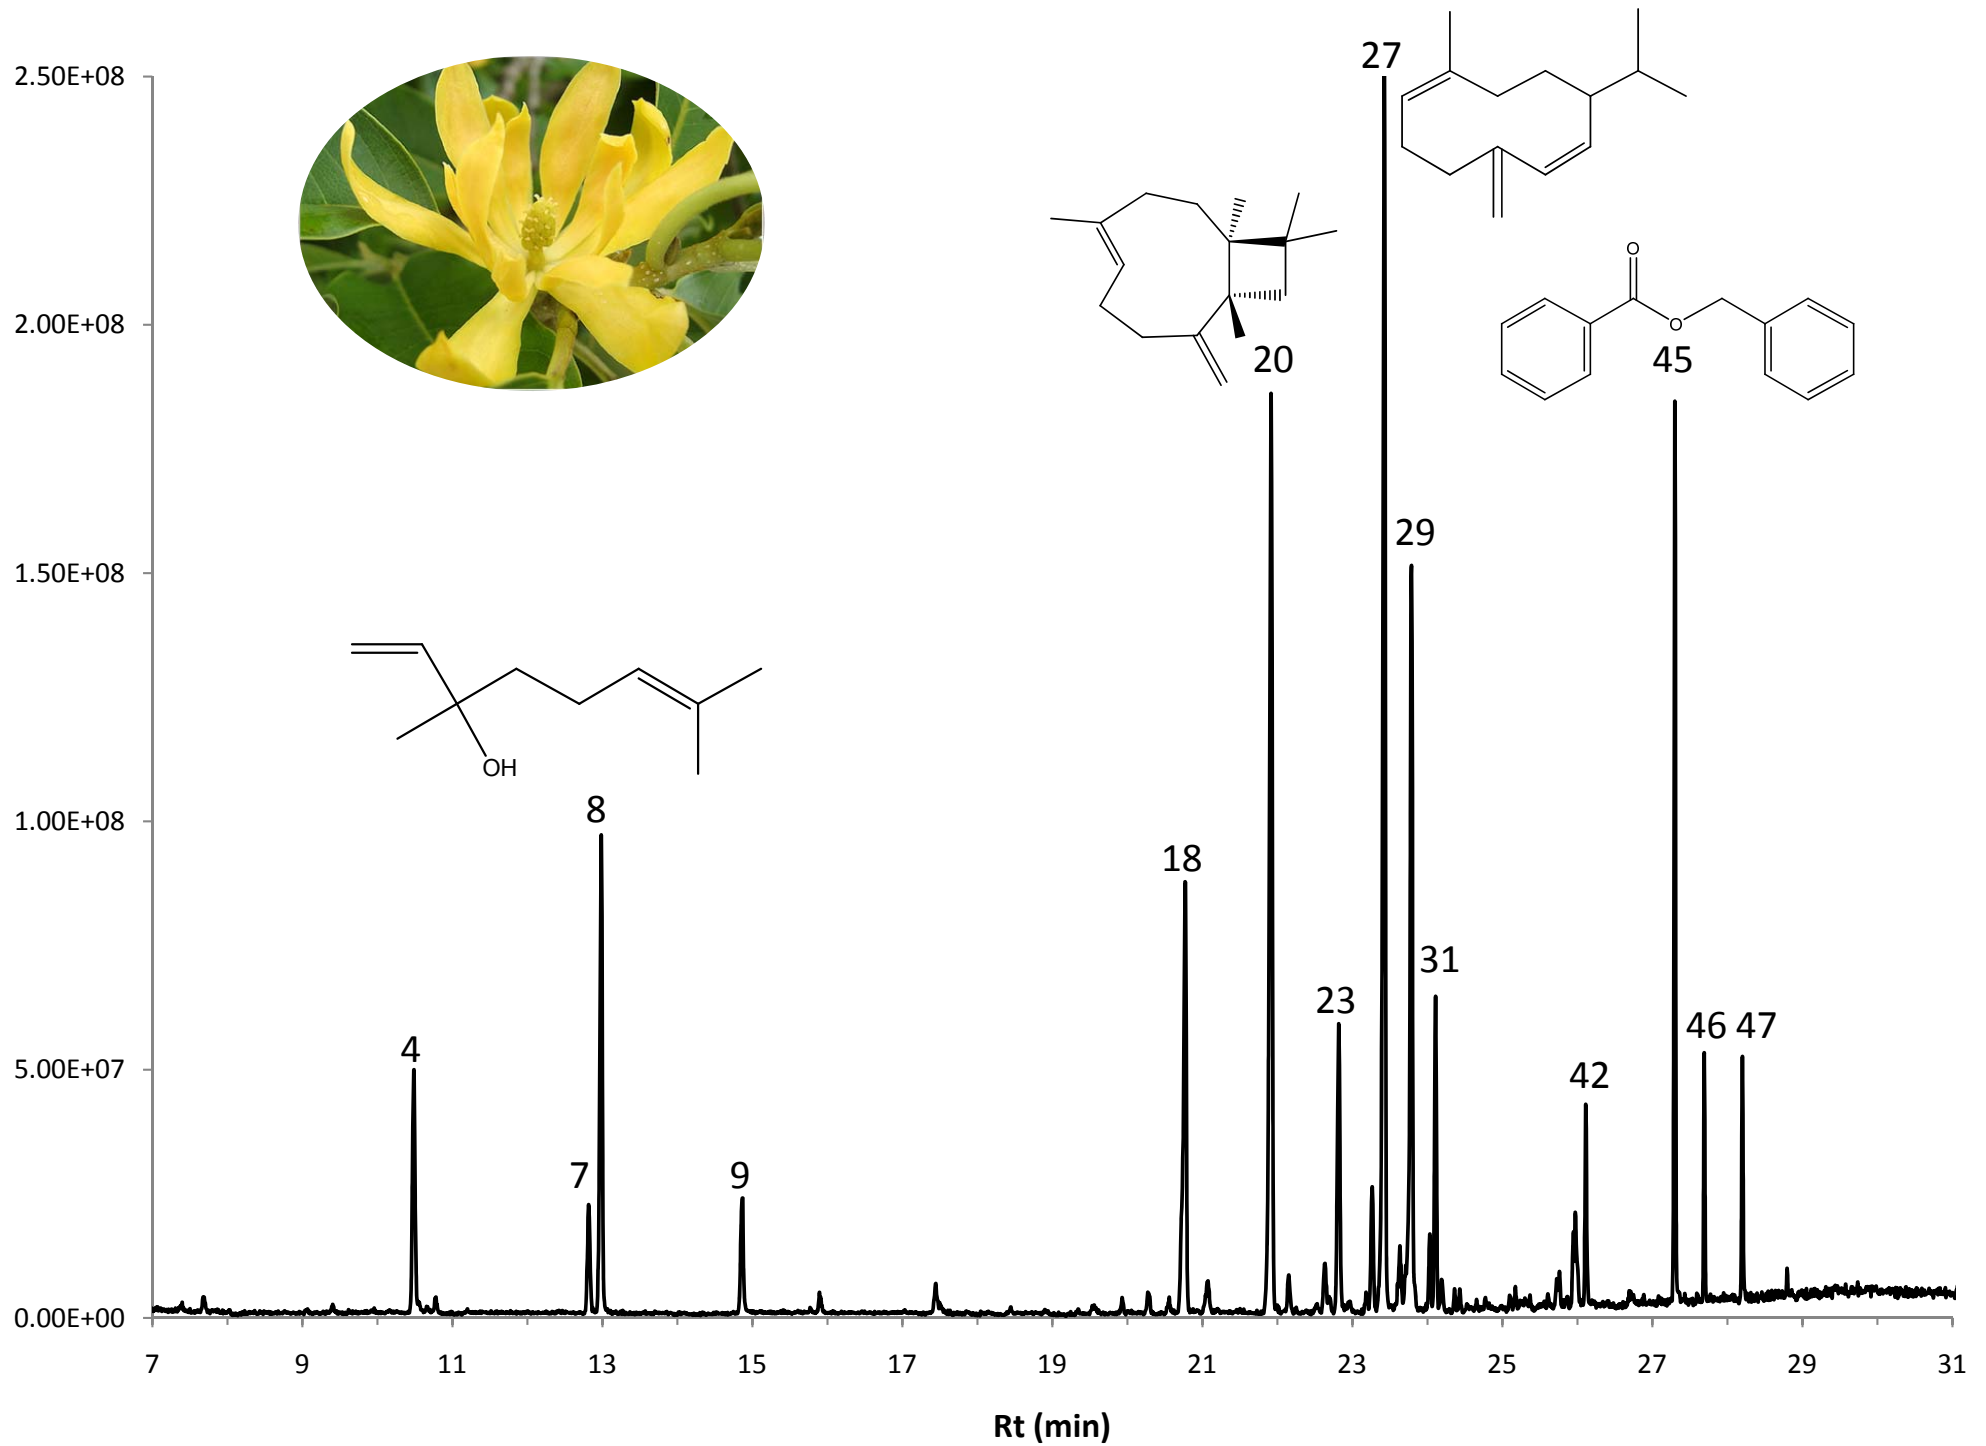 27
2.50E+08
O
2.00E+08
O
20
45
29
1.50E+08
OH
8
1.00E+08
18
31
23
46 47
4
5.00E+07
42
7
9
0.00E+00
7 9 11 13 15 17 19 21 23 25 27 29 31
Rt (min)